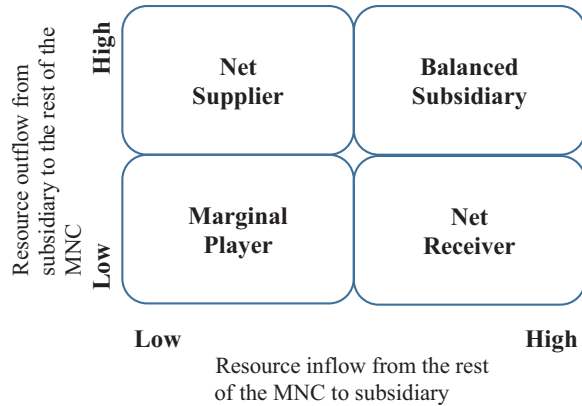 Resource outflow from
subsidiary to the rest of the
MNC
High
Low
Net
Supplier
Balanced
Subsidiary
Marginal
Player
Net
Receiver
Low
High
Resource inflow from the rest
of the MNC to subsidiary